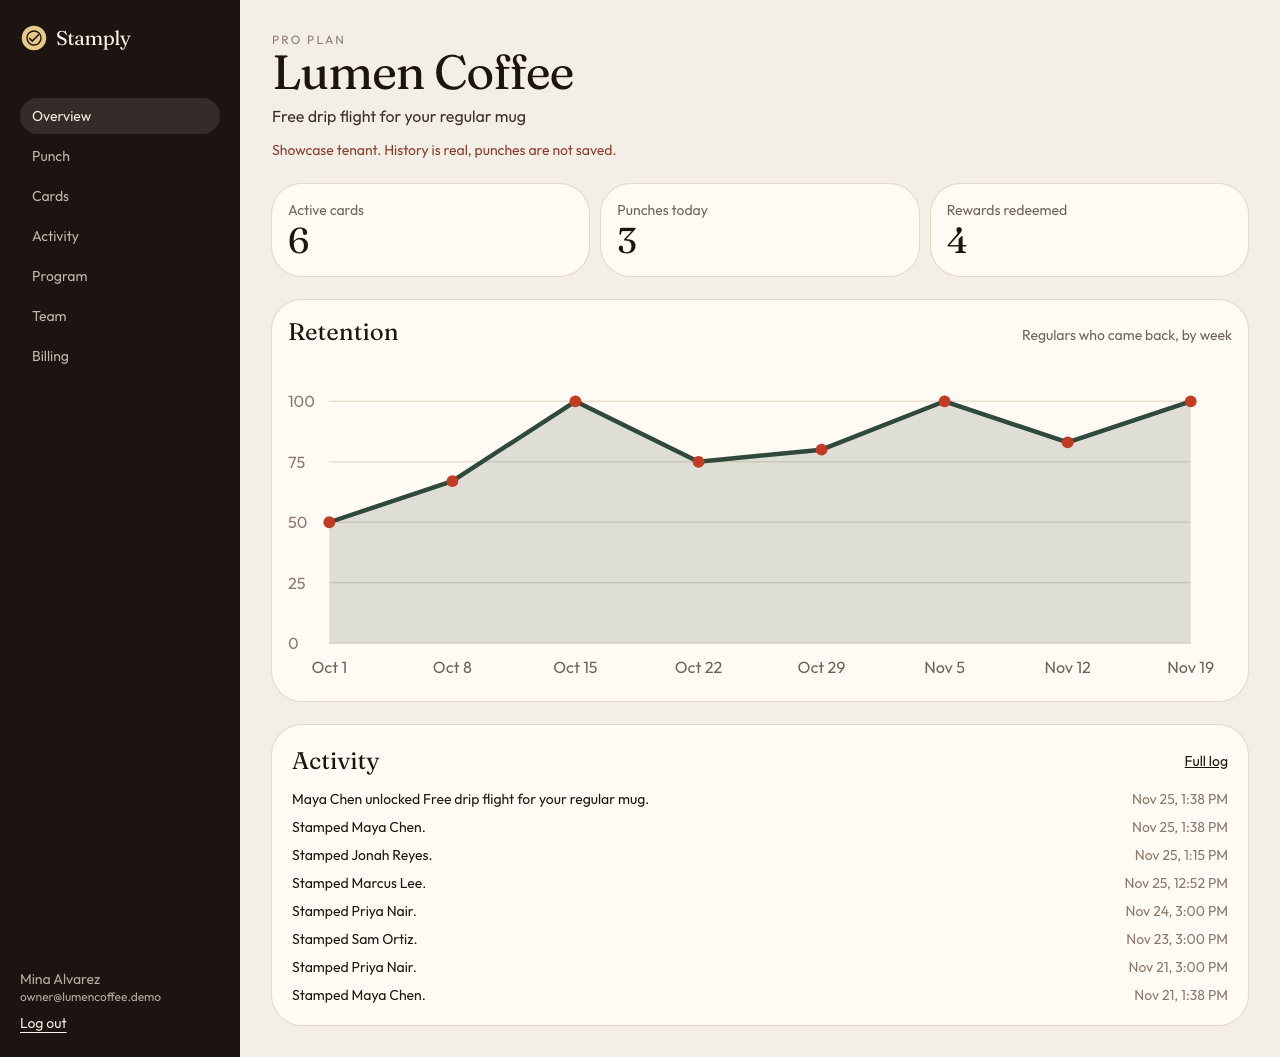 Stamply
Overview
Punch
Cards
Activity
Program
Team
Billing
Mina Alvarez
owner@lumencoffee.demo
Log out
PRO PLAN
Lumen Coffee
Free drip flight for your regular mug
Showcase tenant. History is real, punches are not saved.
Active cards
6
Punches today
3
Rewards redeemed
4
Retention
Regulars who came back, by week
100
75
50
25
0
Oct 1 Oct 8 Oct 15 Oct 22 Oct 29 Nov 5 Nov 12 Nov 19
Activity
Full log
Maya Chen unlocked Free drip flight for your regular mug. Nov 25, 1:38 PM
Stamped Maya Chen. Nov 25, 1:38 PM
Stamped Jonah Reyes. Nov 25, 1:15 PM
Stamped Marcus Lee. Nov 25, 12:52 PM
Stamped Priya Nair. Nov 24, 3:00 PM
Stamped Sam Ortiz. Nov 23, 3:00 PM
Stamped Priya Nair. Nov 21, 3:00 PM
Stamped Maya Chen. Nov 21, 1:38 PM